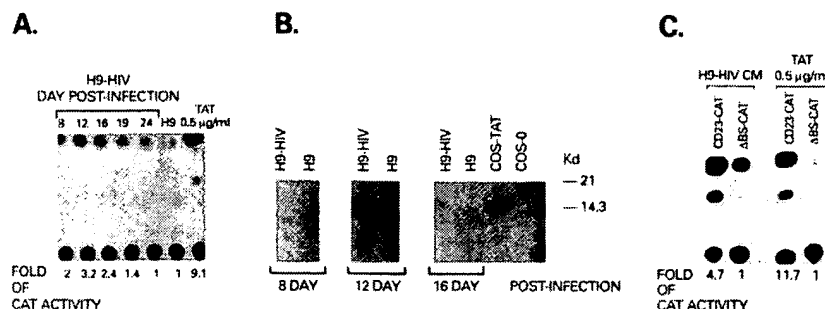 A.
H9-HIV
DAY POST-INFECTION
TAT
8 12 16 19 24 H9 0.5 μg/ml
FOLD 2 3.2 2.4 1.4 1 1 9.1
OF
CAT ACTIVITY
B.
H9-HIV H9 H9-HIV H9 H9-HIV H9 COS-TAT COS-0
Kd
21
14.3
8 DAY 12 DAY 16 DAY POST-INFECTION
C.
TAT
H9-HIV CM 0.5 μg/ml
CD23-CAT ΔBS-CAT CD23-CAT ΔBS-CAT
FOLD 4.7 1 11.7 1
OF
CAT ACTIVITY